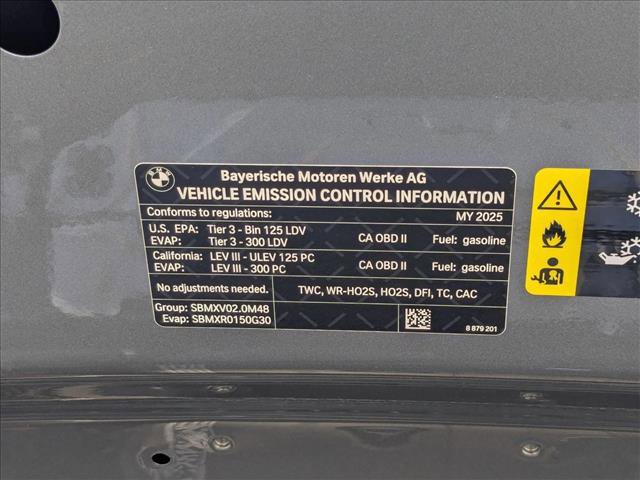 Bayerische Motoren Werke AG
VEHICLE EMISSION CONTROL INFORMATION
Conforms to regulations: MY 2025
U.S. EPA: Tier 3 - Bin 125 LDV
EVAP: Tier 3 - 300 LDV CA OBD II Fuel: gasoline
California: LEV III - ULEV 125 PC
EVAP: LEV III - 300 PC CA OBD II Fuel: gasoline
No adjustments needed. TWC, WR-HO2S, HO2S, DFI, TC, CAC
Group: SBMXV02.0M48
Evap: SBMXR0150G30
8 879 201